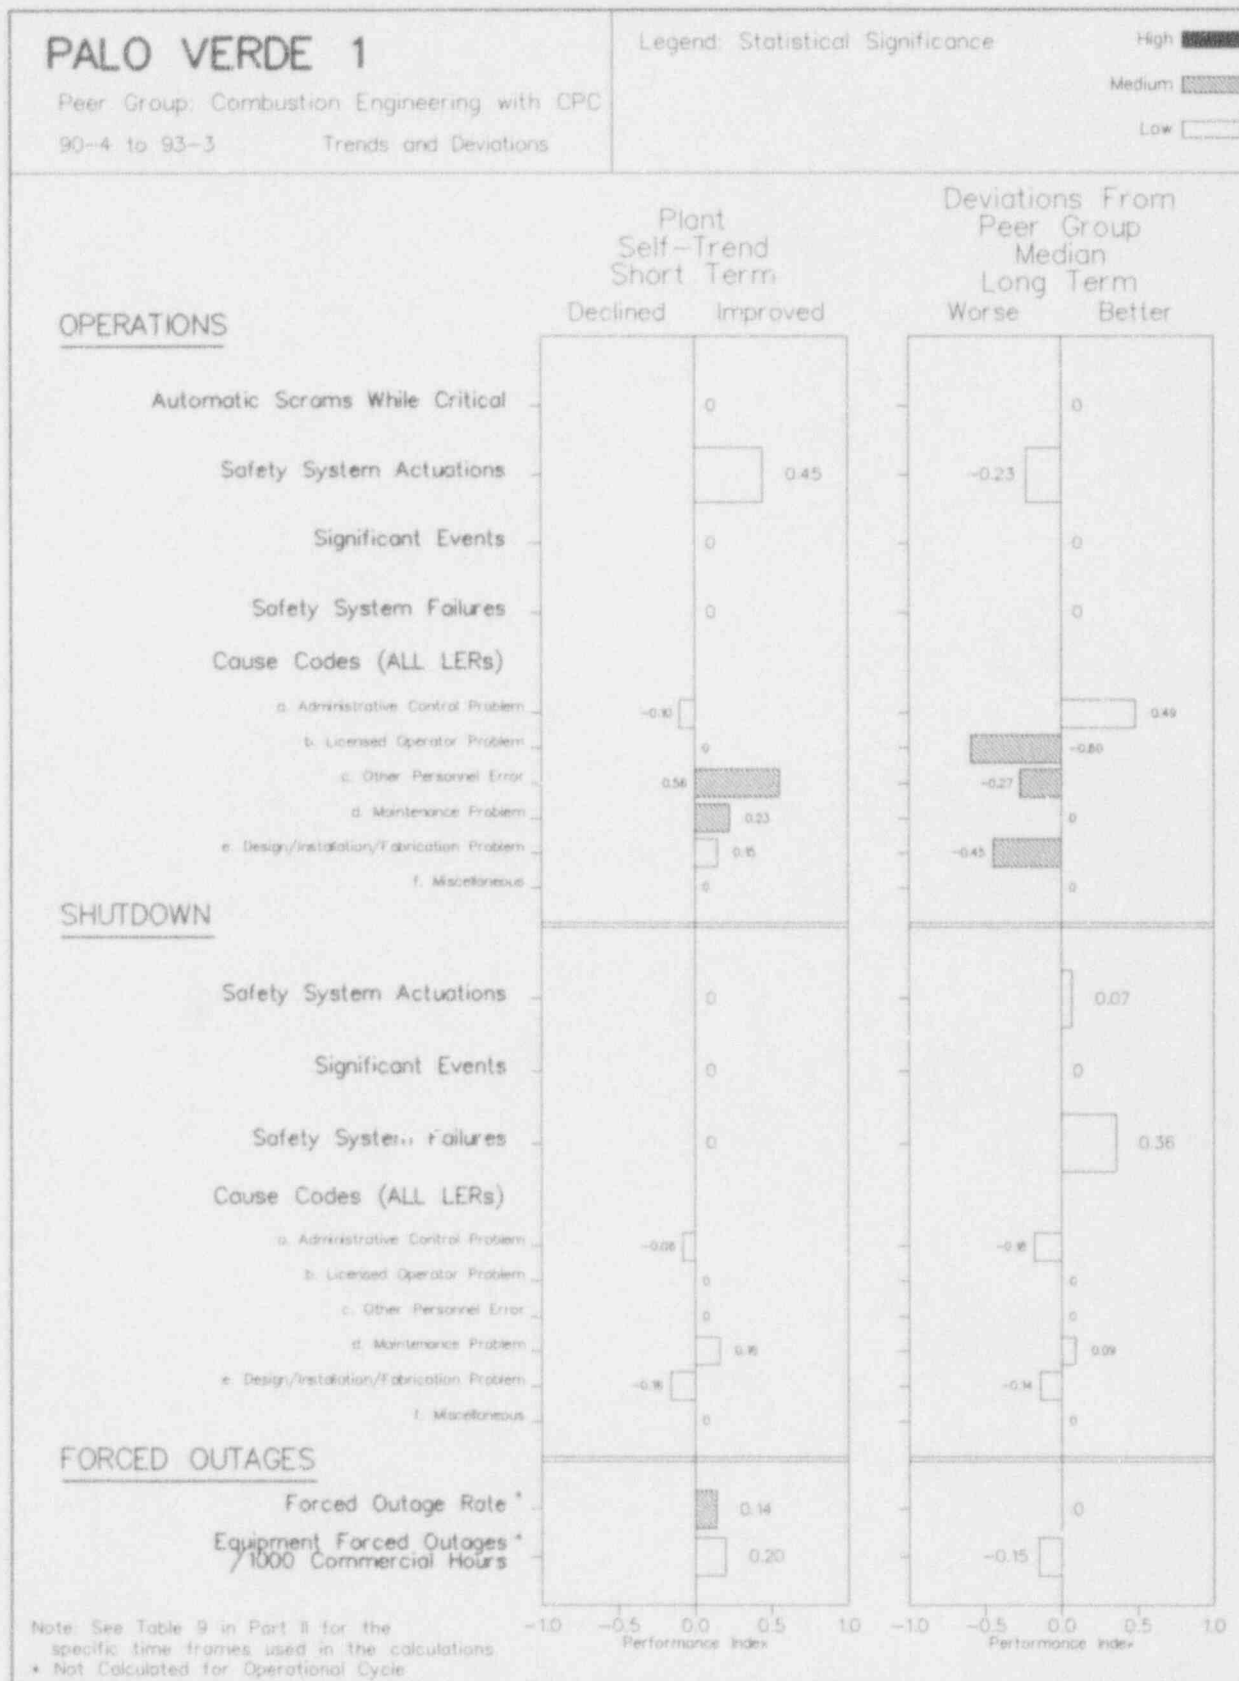 PALO VERDE 1
Peer Group: Combustion Engineering with CPC
90-4 to 93-3 Trends and Deviations
Legend: Statistical Significance
High
Medium
Low
Plant
Self-Trend
Short Term
Declined Improved
Deviations From
Peer Group
Median
Long Term
Worse Better
OPERATIONS
Automatic Scrams While Critical 0 0
Safety System Actuations 0.45 -0.23
Significant Events 0 0
Safety System Failures 0 0
Cause Codes (ALL LERs)
a. Administrative Control Problem -0.10 0.49
b. Licensed Operator Problem 0 -0.60
c. Other Personnel Error 0.56 -0.27
d. Maintenance Problem 0.23 0
e. Design/Installation/Fabrication Problem 0.15 -0.45
f. Miscellaneous 0 0
SHUTDOWN
Safety System Actuations 0 0.07
Significant Events 0 0
Safety System Failures 0 0.36
Cause Codes (ALL LERs)
a. Administrative Control Problem -0.08 -0.18
b. Licensed Operator Problem 0 0
c. Other Personnel Error 0 0
d. Maintenance Problem 0.16 0.09
e. Design/Installation/Fabrication Problem -0.16 -0.14
f. Miscellaneous 0 0
FORCED OUTAGES
Forced Outage Rate * 0.14 0
Equipment Forced Outages *
/1000 Commercial Hours 0.20 -0.15
-1.0 -0.5 0.0 0.5 1.0
Performance Index
-1.0 -0.5 0.0 0.5 1.0
Performance Index
Note: See Table 9 in Part II for the
specific time frames used in the calculations.
* Not Calculated for Operational Cycle